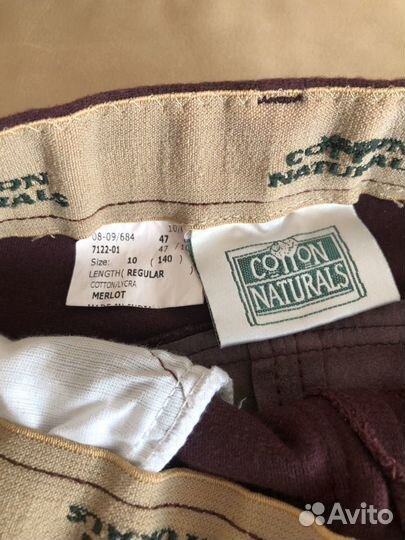 COTTON
NATURALS
08-09/684 47
7122-01 47
Size: 10 (140)
LENGTH( REGULAR )
COTTON/LYCRA
MERLOT
COTTON
NATURALS
Avito